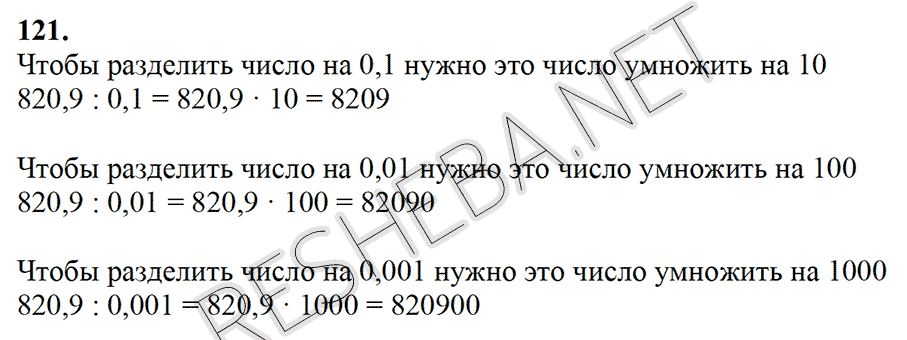 121.
Чтобы разделить число на 0,1 нужно это число умножить на 10
820,9 : 0,1 = 820,9 · 10 = 8209
Чтобы разделить число на 0,01 нужно это число умножить на 100
820,9 : 0,01 = 820,9 · 100 = 82090
Чтобы разделить число на 0,001 нужно это число умножить на 1000
820,9 : 0,001 = 820,9 · 1000 = 820900
RESHEBA.NET